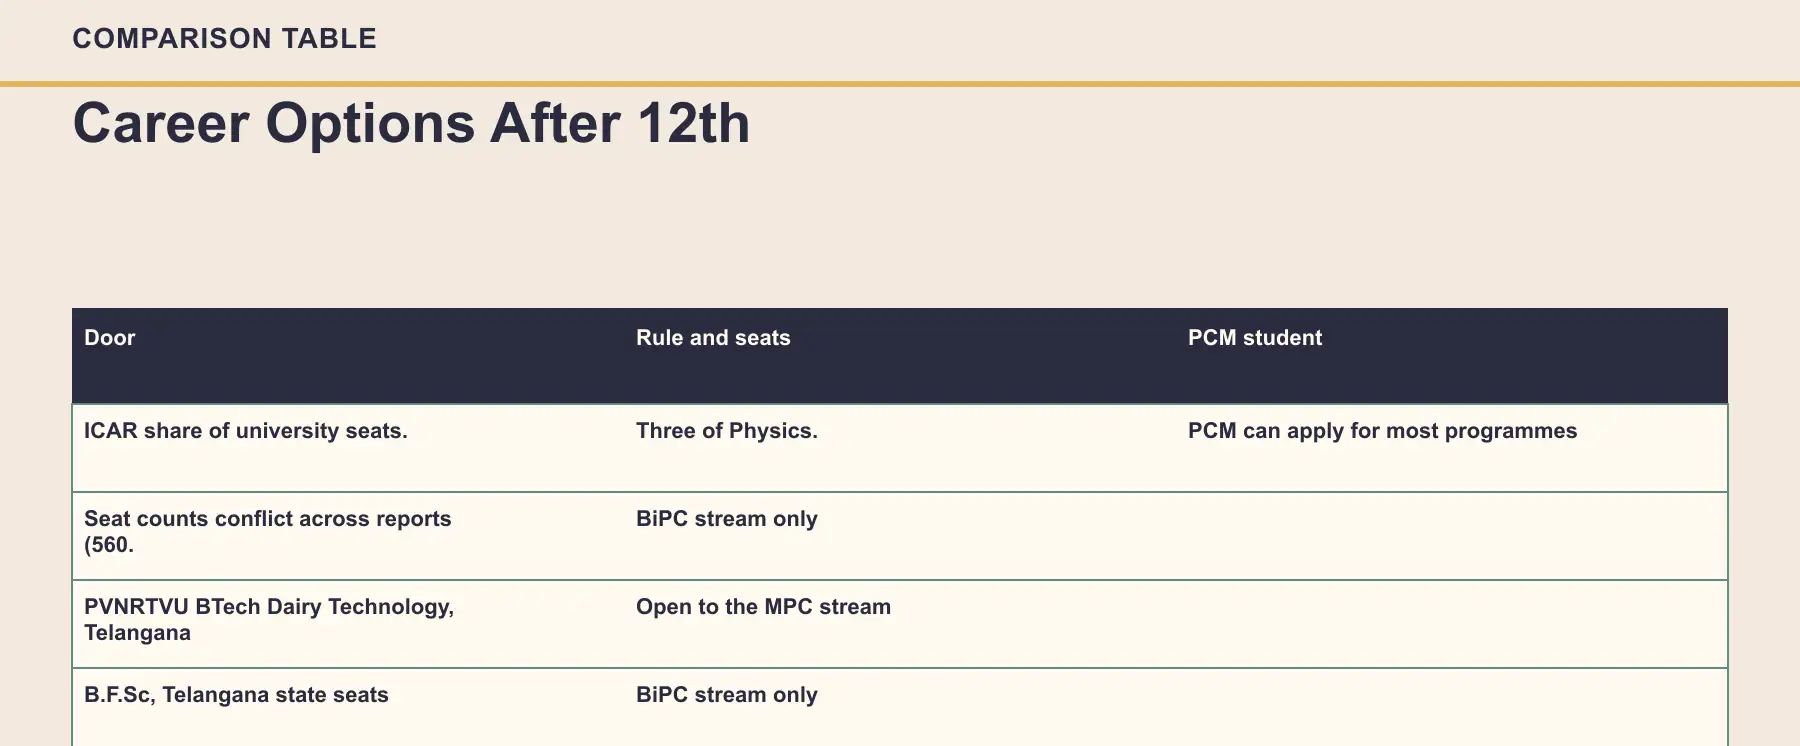 COMPARISON TABLE
Career Options After 12th
Door
Rule and seats
PCM student
ICAR share of university seats.
Three of Physics.
PCM can apply for most programmes
Seat counts conflict across reports
(560.
BiPC stream only
PVNRTVU BTech Dairy Technology,
Telangana
Open to the MPC stream
B.F.Sc, Telangana state seats
BiPC stream only